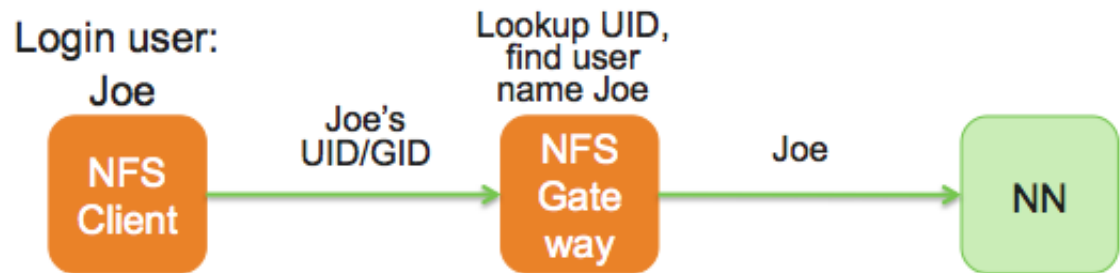 Login user:
Joe
NFS
Client
Joe's
UID/GID
Lookup UID,
find user
name Joe
NFS
Gate
way
Joe
NN